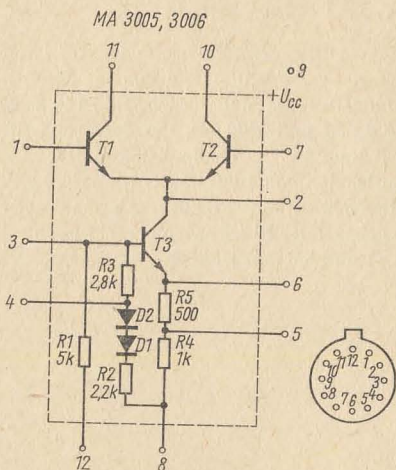 MA 3005, 3006
11
10
9
+Ucc
1
T1
T2
7
2
3
T3
R3
2,8k
6
4
R5
500
D2
5
R1
5k
D1
R4
1k
R2
2,2k
12
8
10 11 12 1 2
9 3
8 7 6 5 4